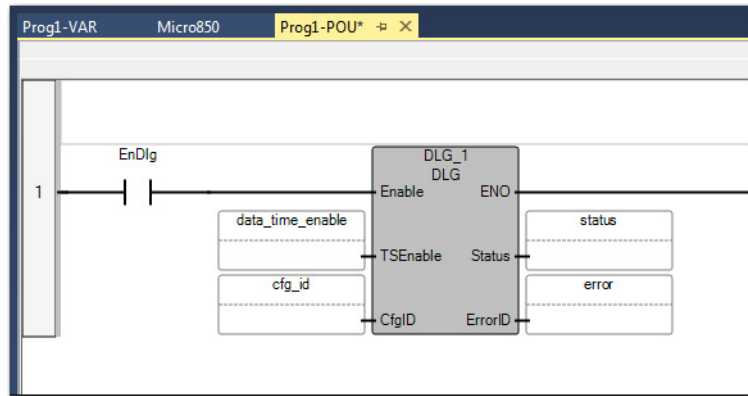 Prog1-VAR Micro850 Prog1-POU*
EnDlg
DLG_1
DLG
1
Enable ENO
data_time_enable status
TSEnable Status
cfg_id error
CfgID ErrorID